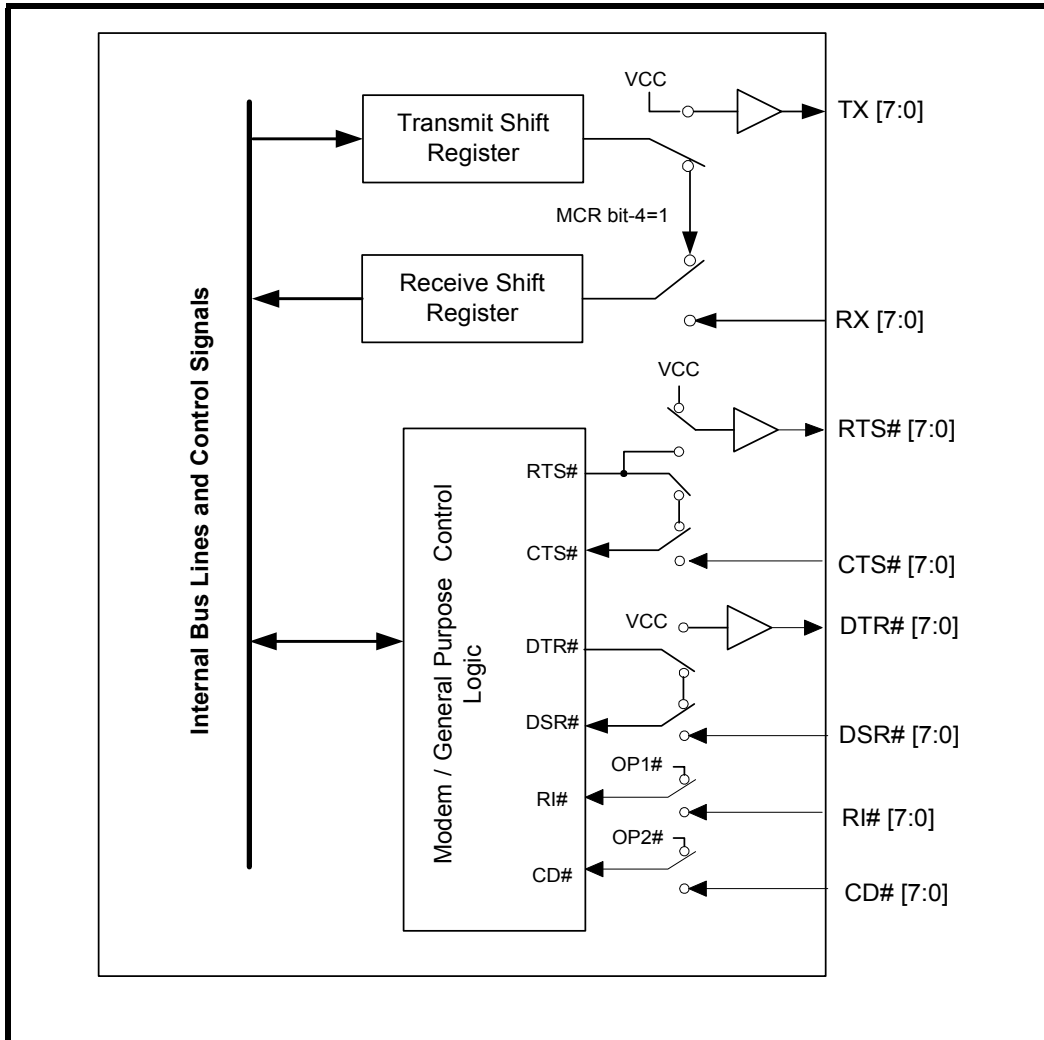 VCC
TX [7:0]
Transmit Shift
Register
MCR bit-4=1
Receive Shift
Register
RX [7:0]
Internal Bus Lines and Control Signals
VCC
RTS# [7:0]
RTS#
CTS#
CTS# [7:0]
Modem / General Purpose Control
Logic
VCC
DTR# [7:0]
DTR#
DSR#
DSR# [7:0]
OP1#
RI#
RI# [7:0]
OP2#
CD#
CD# [7:0]